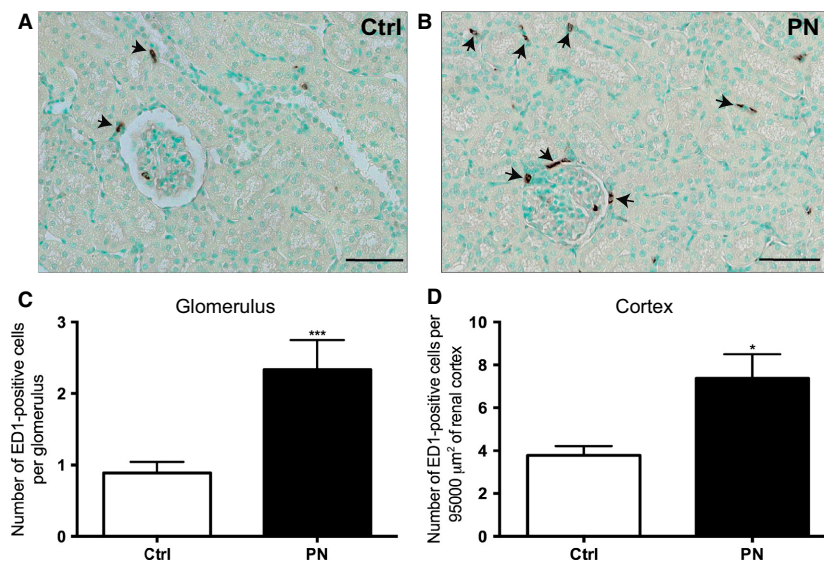 A
Ctrl
B
PN
C
Glomerulus
Number of ED1-positive cells
per glomerulus
3
2
1
0
***
Ctrl
PN
D
Cortex
Number of ED1-positive cells per
95000 μm² of renal cortex
10
8
6
4
2
0
*
Ctrl
PN